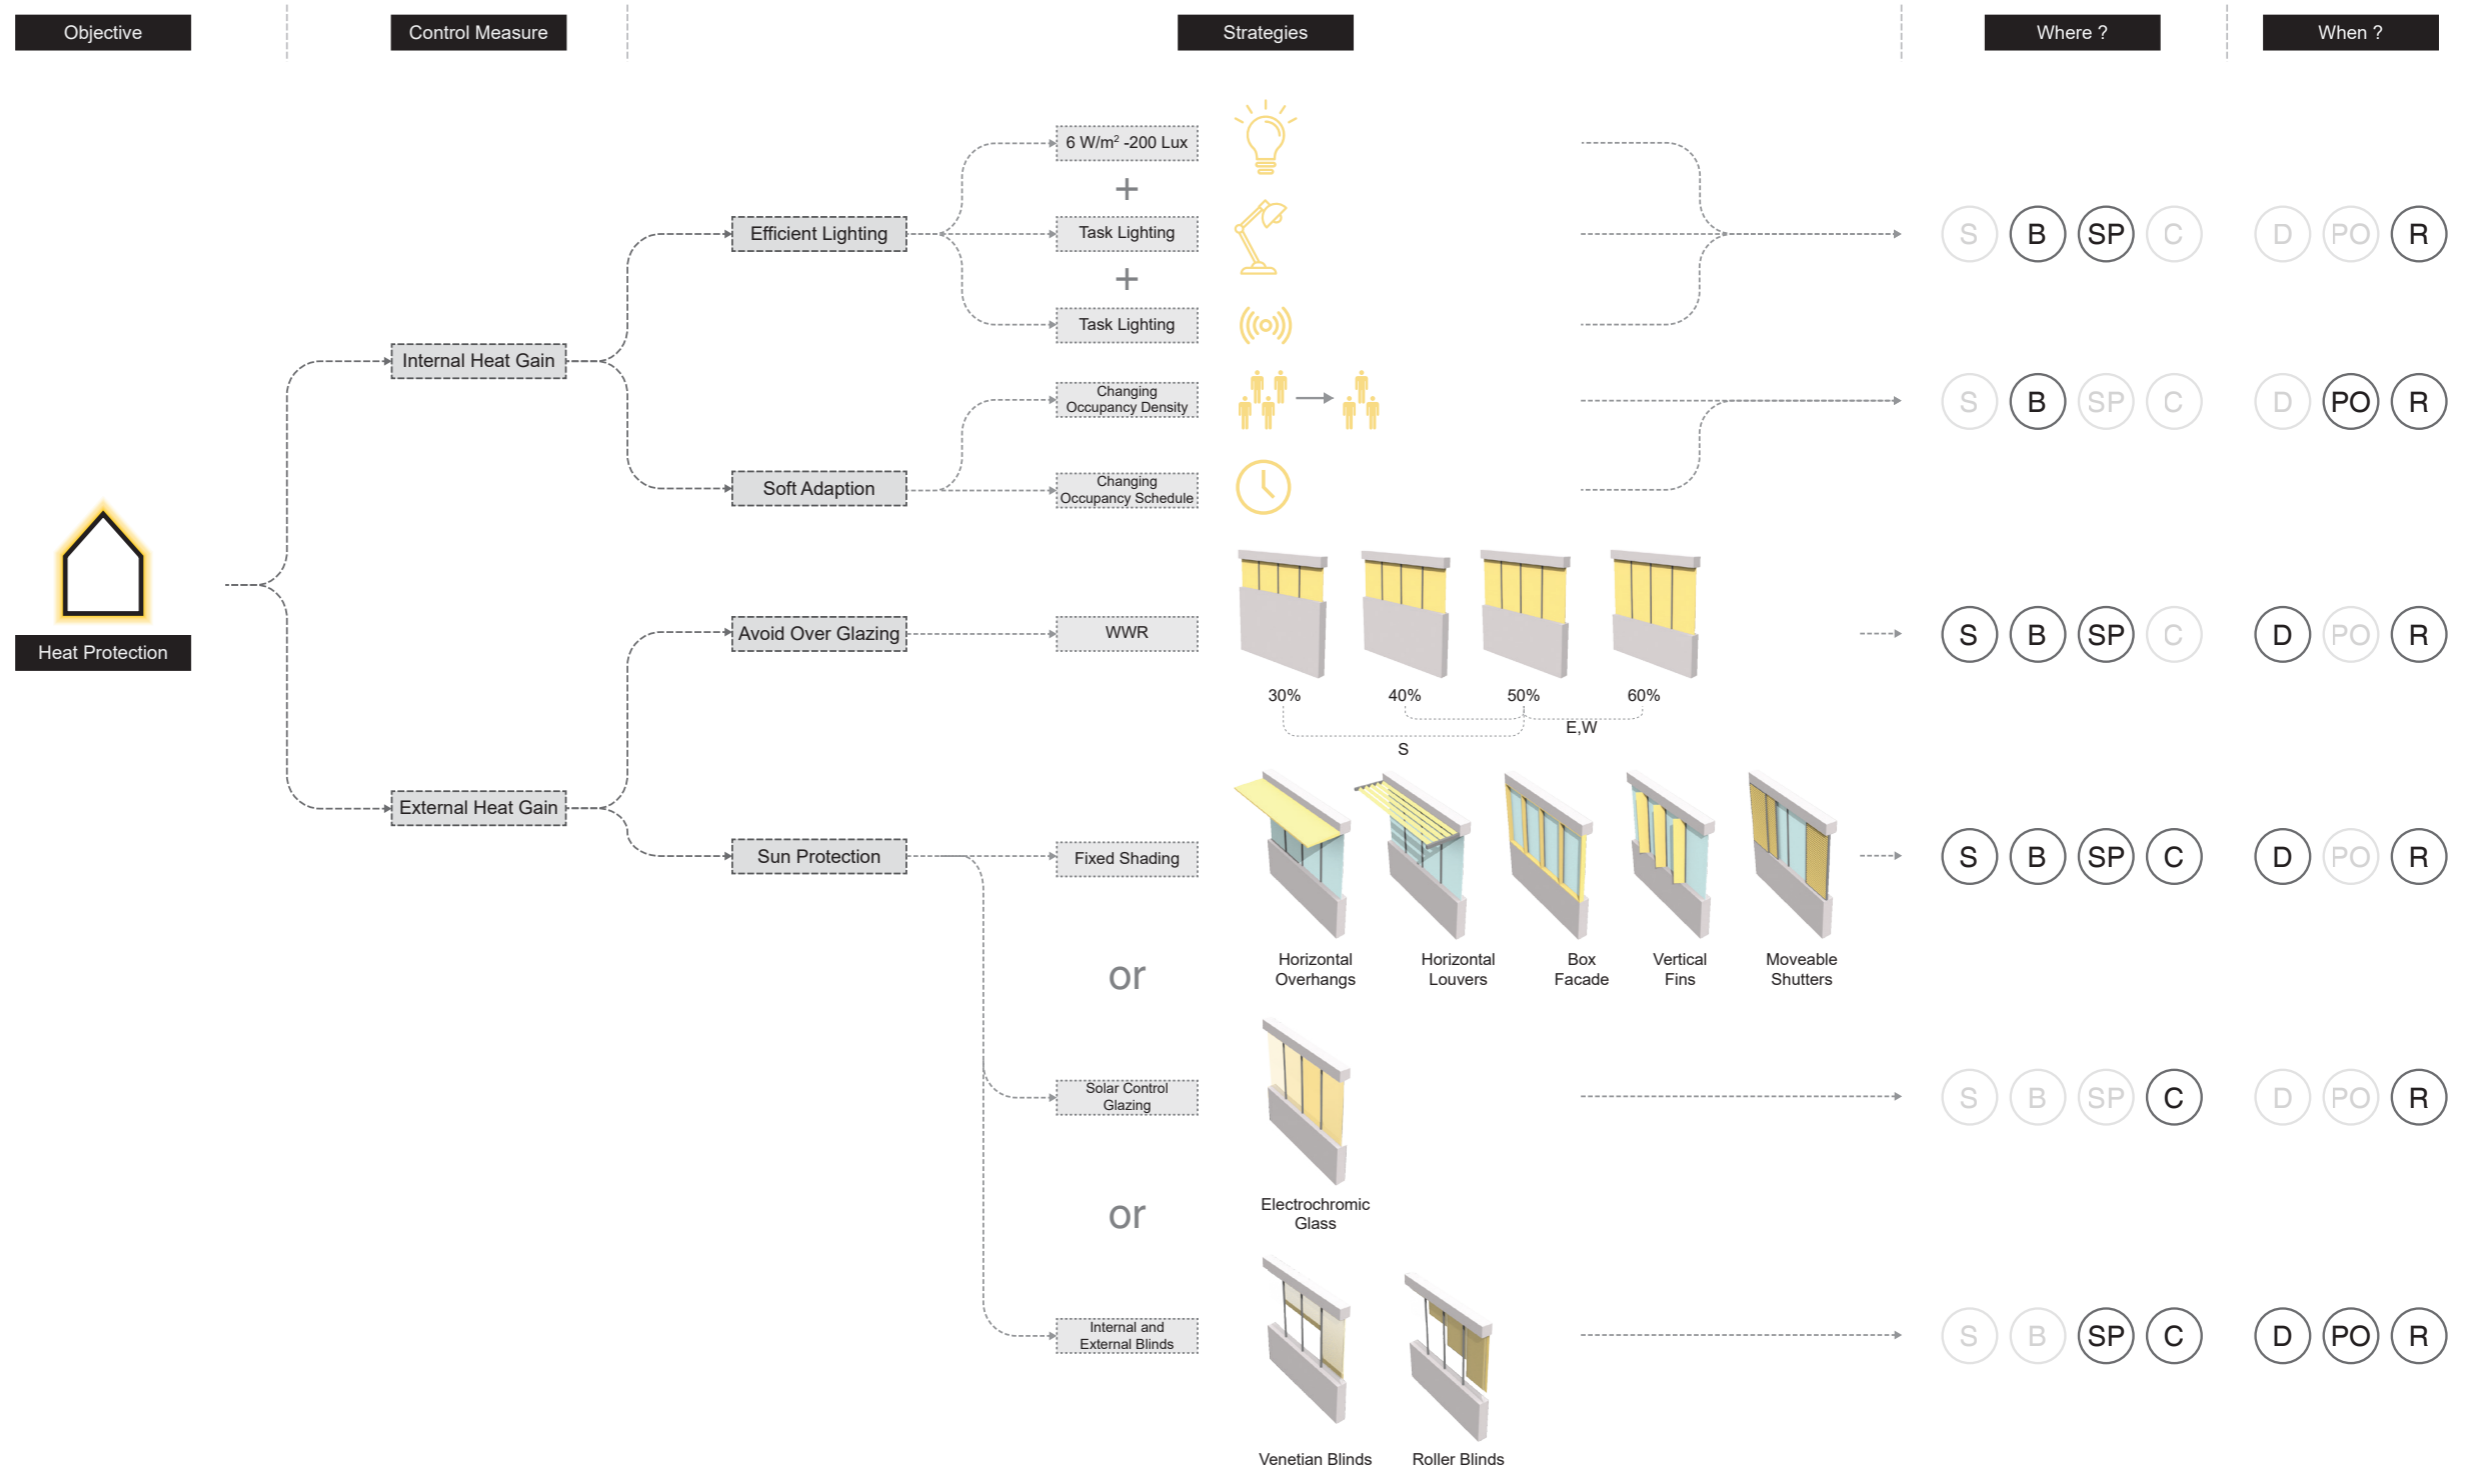 Objective
Control Measure
Strategies
Where ?
When ?
6 W/m² -200 Lux
+
Efficient Lighting
Task Lighting
S B SP C
D PO R
+
Task Lighting
Internal Heat Gain
Changing
Occupancy Density
S B SP C
D PO R
Soft Adaption
Changing
Occupancy Schedule
Heat Protection
Avoid Over Glazing
WWR
S B SP C
D PO R
30%
40%
50%
60%
E,W
S
External Heat Gain
Sun Protection
Fixed Shading
S B SP C
D PO R
Horizontal
Overhangs
Horizontal
Louvers
Box
Facade
Vertical
Fins
Moveable
Shutters
or
Solar Control
Glazing
S B SP C
D PO R
Electrochromic
Glass
or
Internal and
External Blinds
S B SP C
D PO R
Venetian Blinds
Roller Blinds